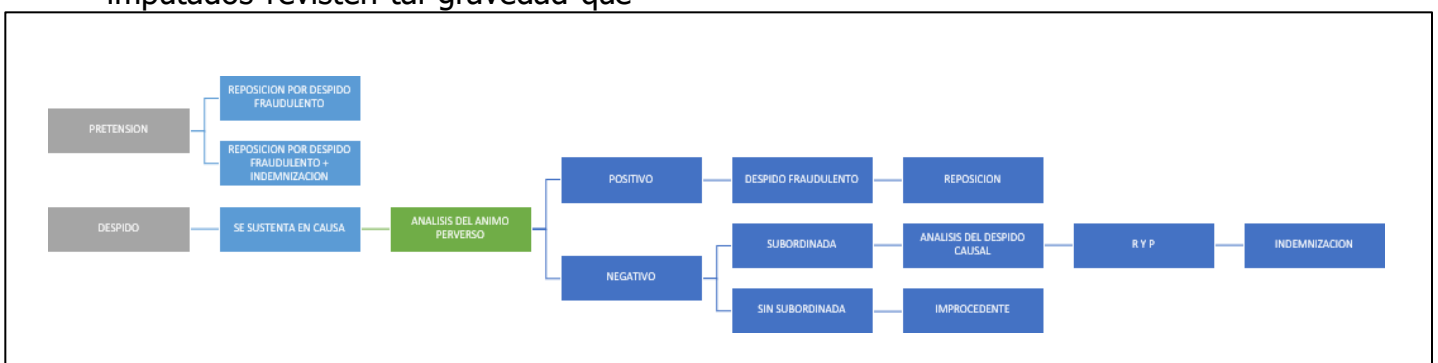 imputados revisten tal gravedad que
REPOSICION POR DESPIDO
FRAUDULENTO
PRETENSION
REPOSICION POR DESPIDO
FRAUDULENTO +
INDEMNIZACION
POSITIVO
DESPIDO FRAUDULENTO
REPOSICION
DESPIDO
SE SUSTENTA EN CAUSA
ANALISIS DEL ANIMO
PERVERSO
SUBORDINADA
ANALISIS DEL DESPIDO
CAUSAL
R Y P
INDEMNIZACION
NEGATIVO
SIN SUBORDINADA
IMPROCEDENTE